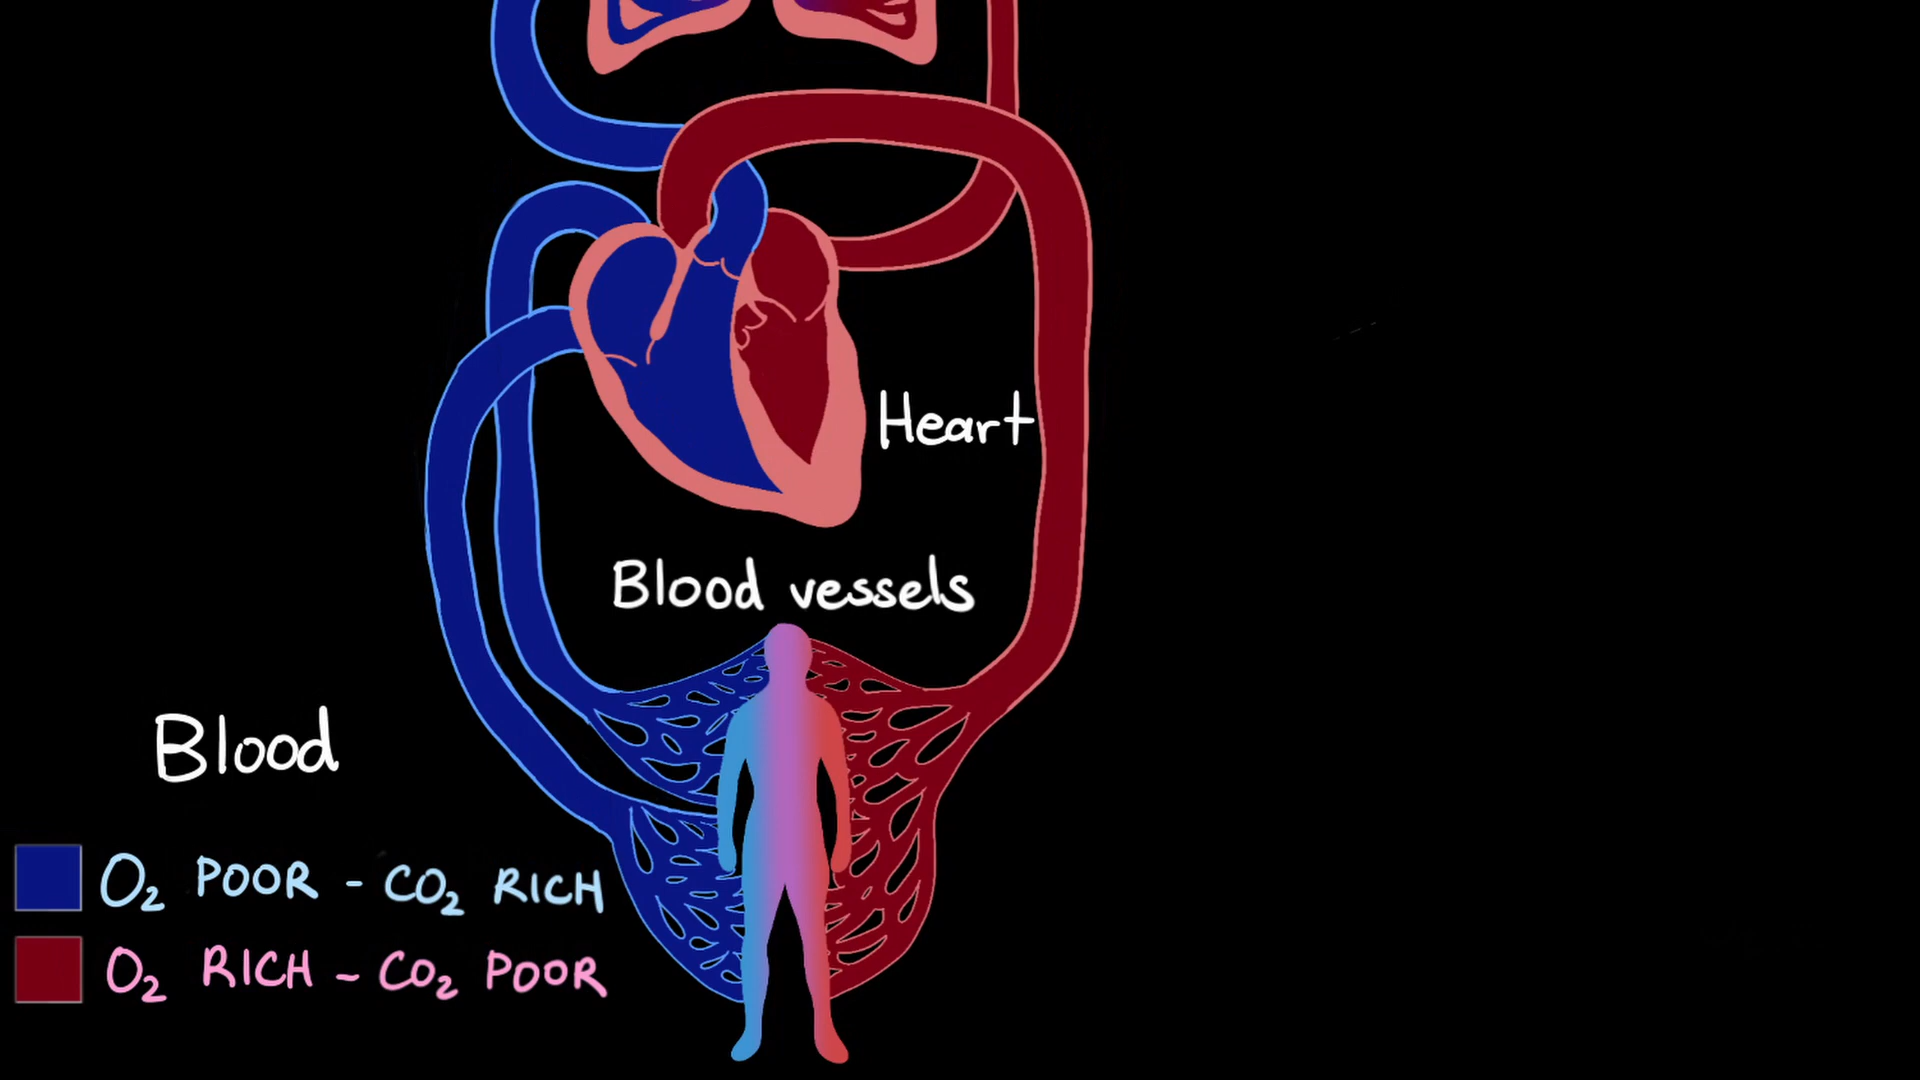 Heart
Blood vessels
Blood
O₂ POOR - CO₂ RICH
O₂ RICH - CO₂ POOR